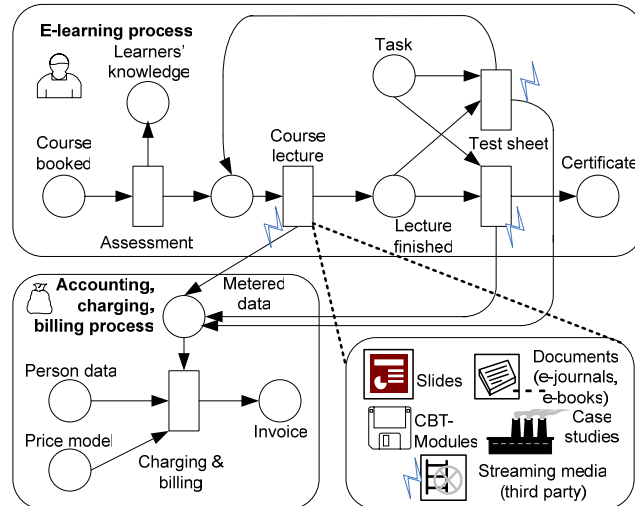 E-learning process
Learners'
knowledge
Task
Course
booked
Course
lecture
Test sheet
Certificate
Assessment
Lecture
finished
Accounting,
charging,
billing process
Metered
data
Person data
Price model
Invoice
Charging &
billing
Slides
Documents
(e-journals,
e-books)
CBT-
Modules
Case
studies
Streaming media
(third party)